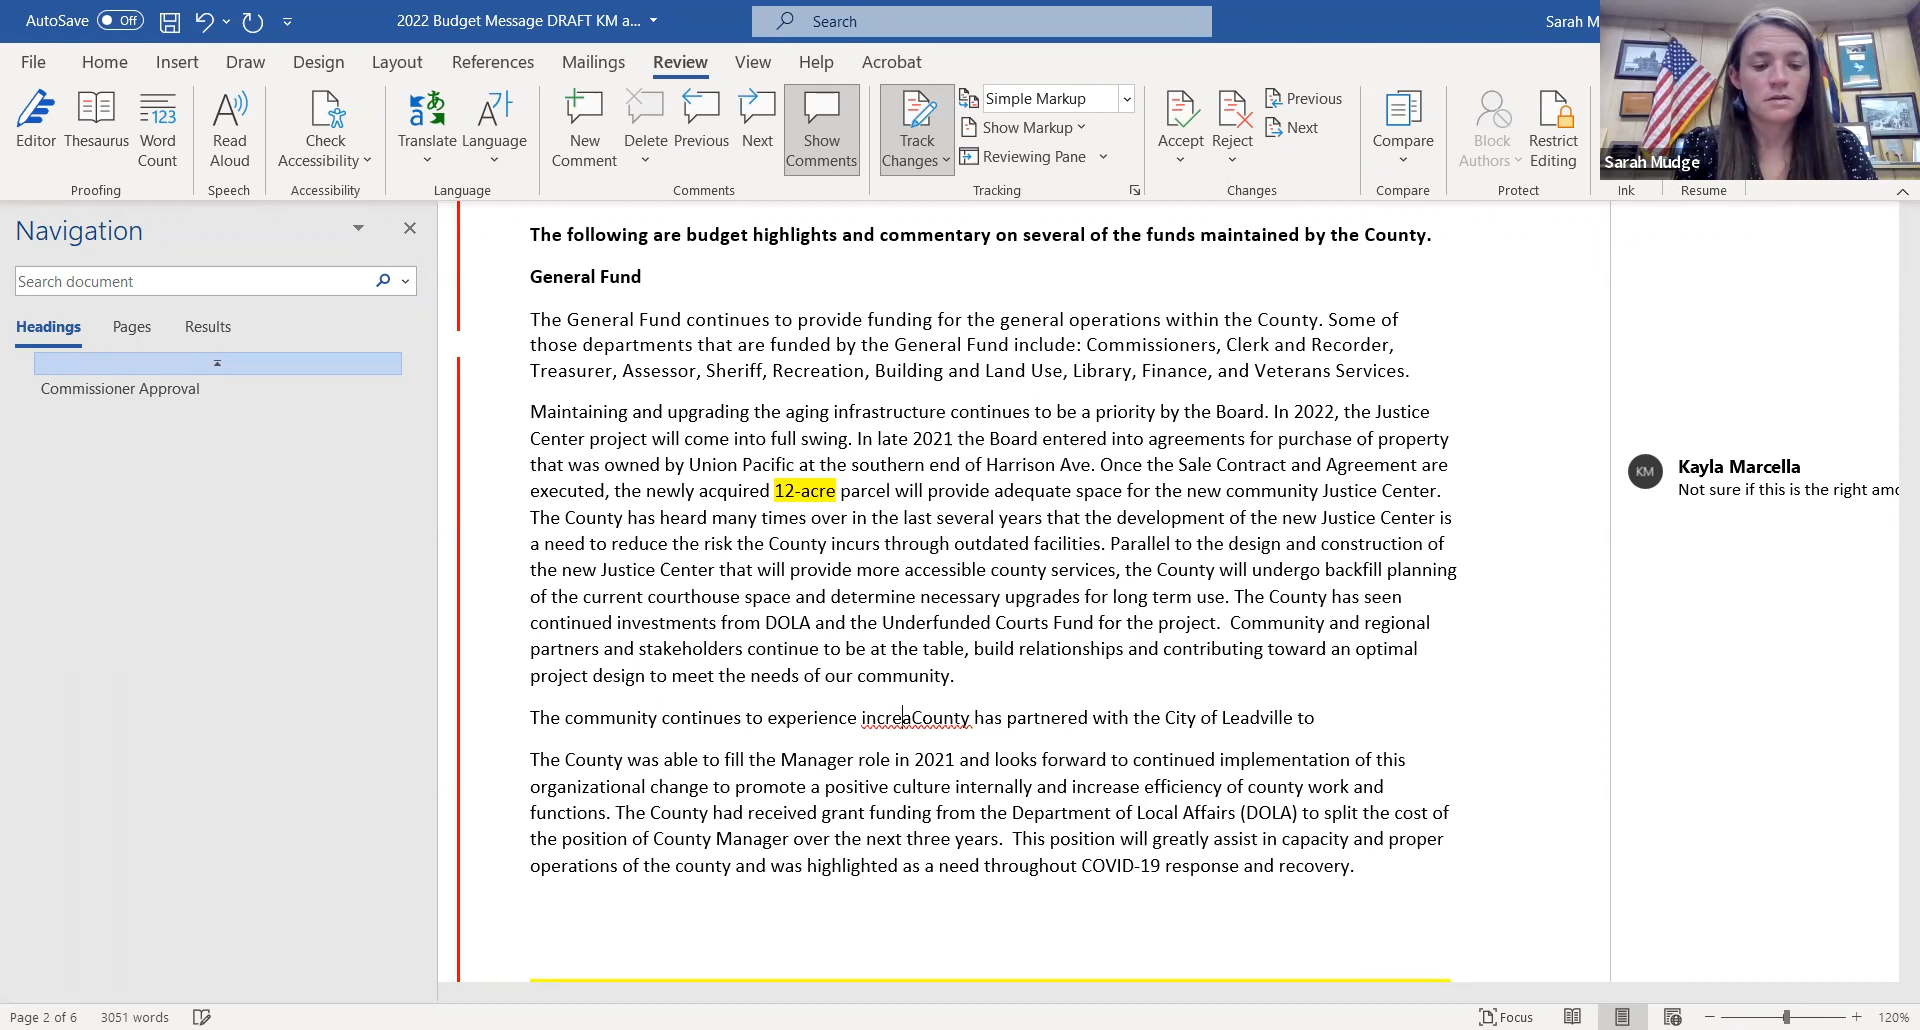 AutoSave Off 2022 Budget Message DRAFT KM a... Search Sarah M
File Home Insert Draw Design Layout References Mailings Review View Help Acrobat
Editor Thesaurus Word Count Read Aloud Check Accessibility Translate Language New Comment Delete Previous Next Show Comments Track Changes Simple Markup Show Markup Reviewing Pane Accept Reject Previous Next Compare Block Authors Restrict Editing
123
Sarah Mudge
Proofing Speech Accessibility Language Comments Tracking Changes Compare Protect Ink Resume
Navigation
Search document
Headings Pages Results
Commissioner Approval
The following are budget highlights and commentary on several of the funds maintained by the County.
General Fund
The General Fund continues to provide funding for the general operations within the County. Some of
those departments that are funded by the General Fund include: Commissioners, Clerk and Recorder,
Treasurer, Assessor, Sheriff, Recreation, Building and Land Use, Library, Finance, and Veterans Services.
Maintaining and upgrading the aging infrastructure continues to be a priority by the Board. In 2022, the Justice
Center project will come into full swing. In late 2021 the Board entered into agreements for purchase of property
that was owned by Union Pacific at the southern end of Harrison Ave. Once the Sale Contract and Agreement are
executed, the newly acquired 12-acre parcel will provide adequate space for the new community Justice Center.
The County has heard many times over in the last several years that the development of the new Justice Center is
a need to reduce the risk the County incurs through outdated facilities. Parallel to the design and construction of
the new Justice Center that will provide more accessible county services, the County will undergo backfill planning
of the current courthouse space and determine necessary upgrades for long term use. The County has seen
continued investments from DOLA and the Underfunded Courts Fund for the project.  Community and regional
partners and stakeholders continue to be at the table, build relationships and contributing toward an optimal
project design to meet the needs of our community.
The community continues to experience increaCounty has partnered with the City of Leadville to
The County was able to fill the Manager role in 2021 and looks forward to continued implementation of this
organizational change to promote a positive culture internally and increase efficiency of county work and
functions. The County had received grant funding from the Department of Local Affairs (DOLA) to split the cost of
the position of County Manager over the next three years.  This position will greatly assist in capacity and proper
operations of the county and was highlighted as a need throughout COVID-19 response and recovery.
KM Kayla Marcella
Not sure if this is the right amo
Page 2 of 6 3051 words Focus 120%